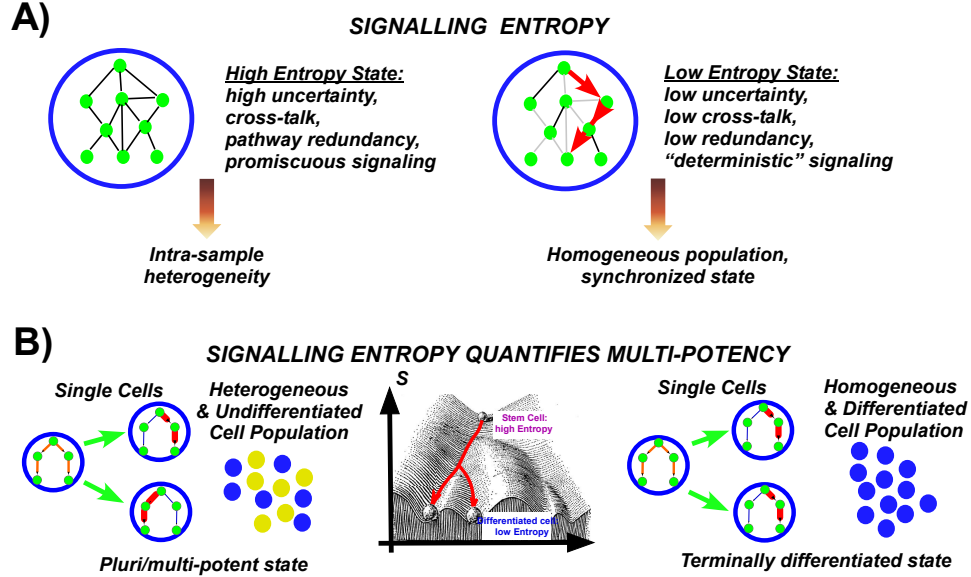 A)
SIGNALLING ENTROPY
High Entropy State:
high uncertainty,
cross-talk,
pathway redundancy,
promiscuous signaling
Low Entropy State:
low uncertainty,
low cross-talk,
low redundancy,
“deterministic” signaling
Intra-sample
heterogeneity
Homogeneous population,
synchronized state
B)
SIGNALLING ENTROPY QUANTIFIES MULTI-POTENCY
Single Cells
Heterogeneous
& Undifferentiated
Cell Population
Pluri/multi-potent state
S
Stem Cell:
high Entropy
Differentiated cell:
low Entropy
Single Cells
Homogeneous
& Differentiated
Cell Population
Terminally differentiated state